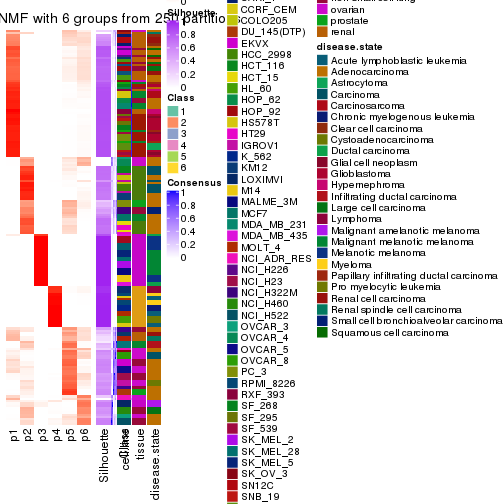 NMF with 6 groups from 250 partitions
p1
p2
p3
p4
p5
p6
Silhouette
cell.line
tissue
disease.state
Silhouette
1
0.8
0.6
0.4
0.2
0
Class
1
2
3
4
5
6
Consensus
1
0.8
0.6
0.4
0.2
0
CCRF_CEM
COLO205
DU_145(DTP)
EKVX
HCC_2998
HCT_116
HCT_15
HL_60
HOP_62
HOP_92
HS578T
HT29
IGROV1
K_562
KM12
LOXIMVI
M14
MALME_3M
MCF7
MDA_MB_231
MDA_MB_435
MOLT_4
NCI_ADR_RES
NCI_H226
NCI_H23
NCI_H322M
NCI_H460
NCI_H522
OVCAR_3
OVCAR_4
OVCAR_5
OVCAR_8
PC_3
RPMI_8226
RXF_393
SF_268
SF_295
SF_539
SK_MEL_2
SK_MEL_28
SK_MEL_5
SK_OV_3
SN12C
SNB_19
ovarian
prostate
renal
disease.state
Acute lymphoblastic leukemia
Adenocarcinoma
Astrocytoma
Carcinoma
Carcinosarcoma
Chronic myelogenous leukemia
Clear cell carcinoma
Cystoadenocarcinoma
Ductal carcinoma
Glial cell neoplasm
Glioblastoma
Hypernephroma
Infiltrating ductal carcinoma
Large cell carcinoma
Lymphoma
Malignant amelanotic melanoma
Malignant melanotic melanoma
Melanotic melanoma
Myeloma
Papillary infiltrating ductal carcinoma
Pro myelocytic leukemia
Renal cell carcinoma
Renal spindle cell carcinoma
Small cell bronchioalveolar carcinoma
Squamous cell carcinoma